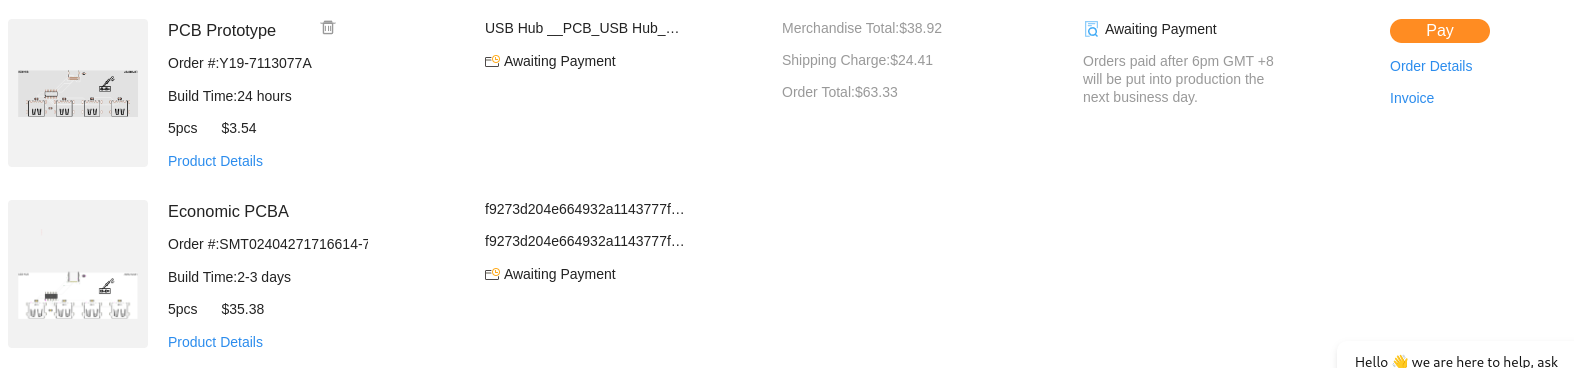 PCB Prototype
Order #:Y19-7113077A
Build Time:24 hours
5pcs $3.54
Product Details
USB Hub __PCB_USB Hub_...
Awaiting Payment
Merchandise Total:$38.92
Shipping Charge:$24.41
Order Total:$63.33
Awaiting Payment
Orders paid after 6pm GMT +8
will be put into production the
next business day.
Pay
Order Details
Invoice
Economic PCBA
Order #:SMT02404271716614-7
Build Time:2-3 days
5pcs $35.38
Product Details
f9273d204e664932a1143777f...
f9273d204e664932a1143777f...
Awaiting Payment
Hello 👋 we are here to help, ask